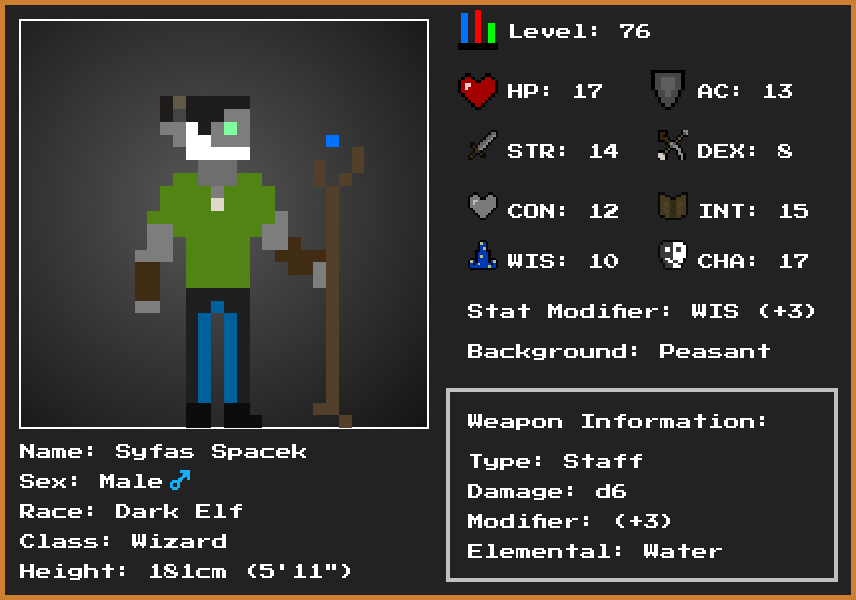 Level: 76
HP: 17 AC: 13
STR: 14 DEX: 8
CON: 12 INT: 15
WIS: 10 CHA: 17
Stat Modifier: WIS (+3)
Background: Peasant
Weapon Information:
Type: Staff
Damage: d6
Modifier: (+3)
Elemental: Water
Name: Syfas Spacek
Sex: Male ♂
Race: Dark Elf
Class: Wizard
Height: 181cm (5'11")